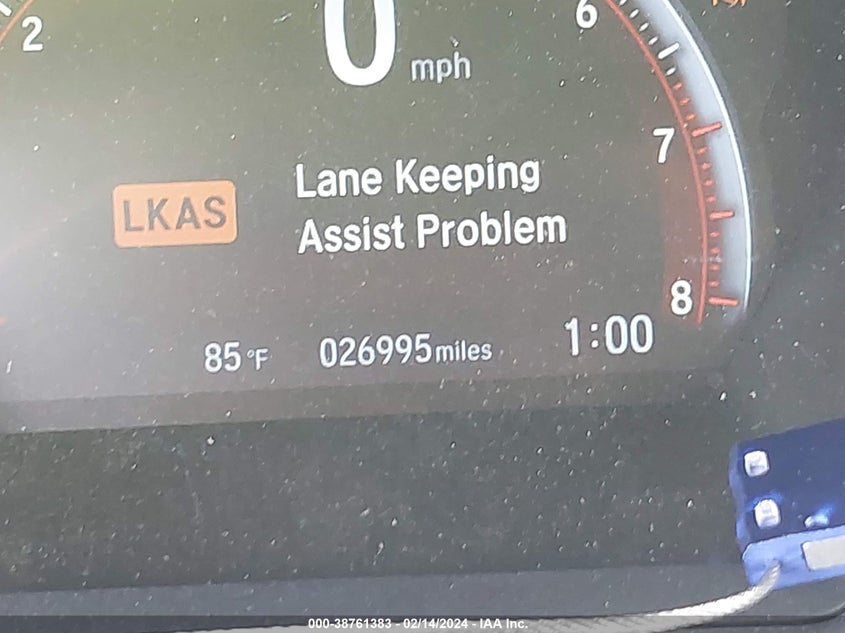 2
0 mph
6
7
8
LKAS
Lane Keeping
Assist Problem
85 °F 026995 miles 1:00
000-38761383 - 02/14/2024 - IAA Inc.